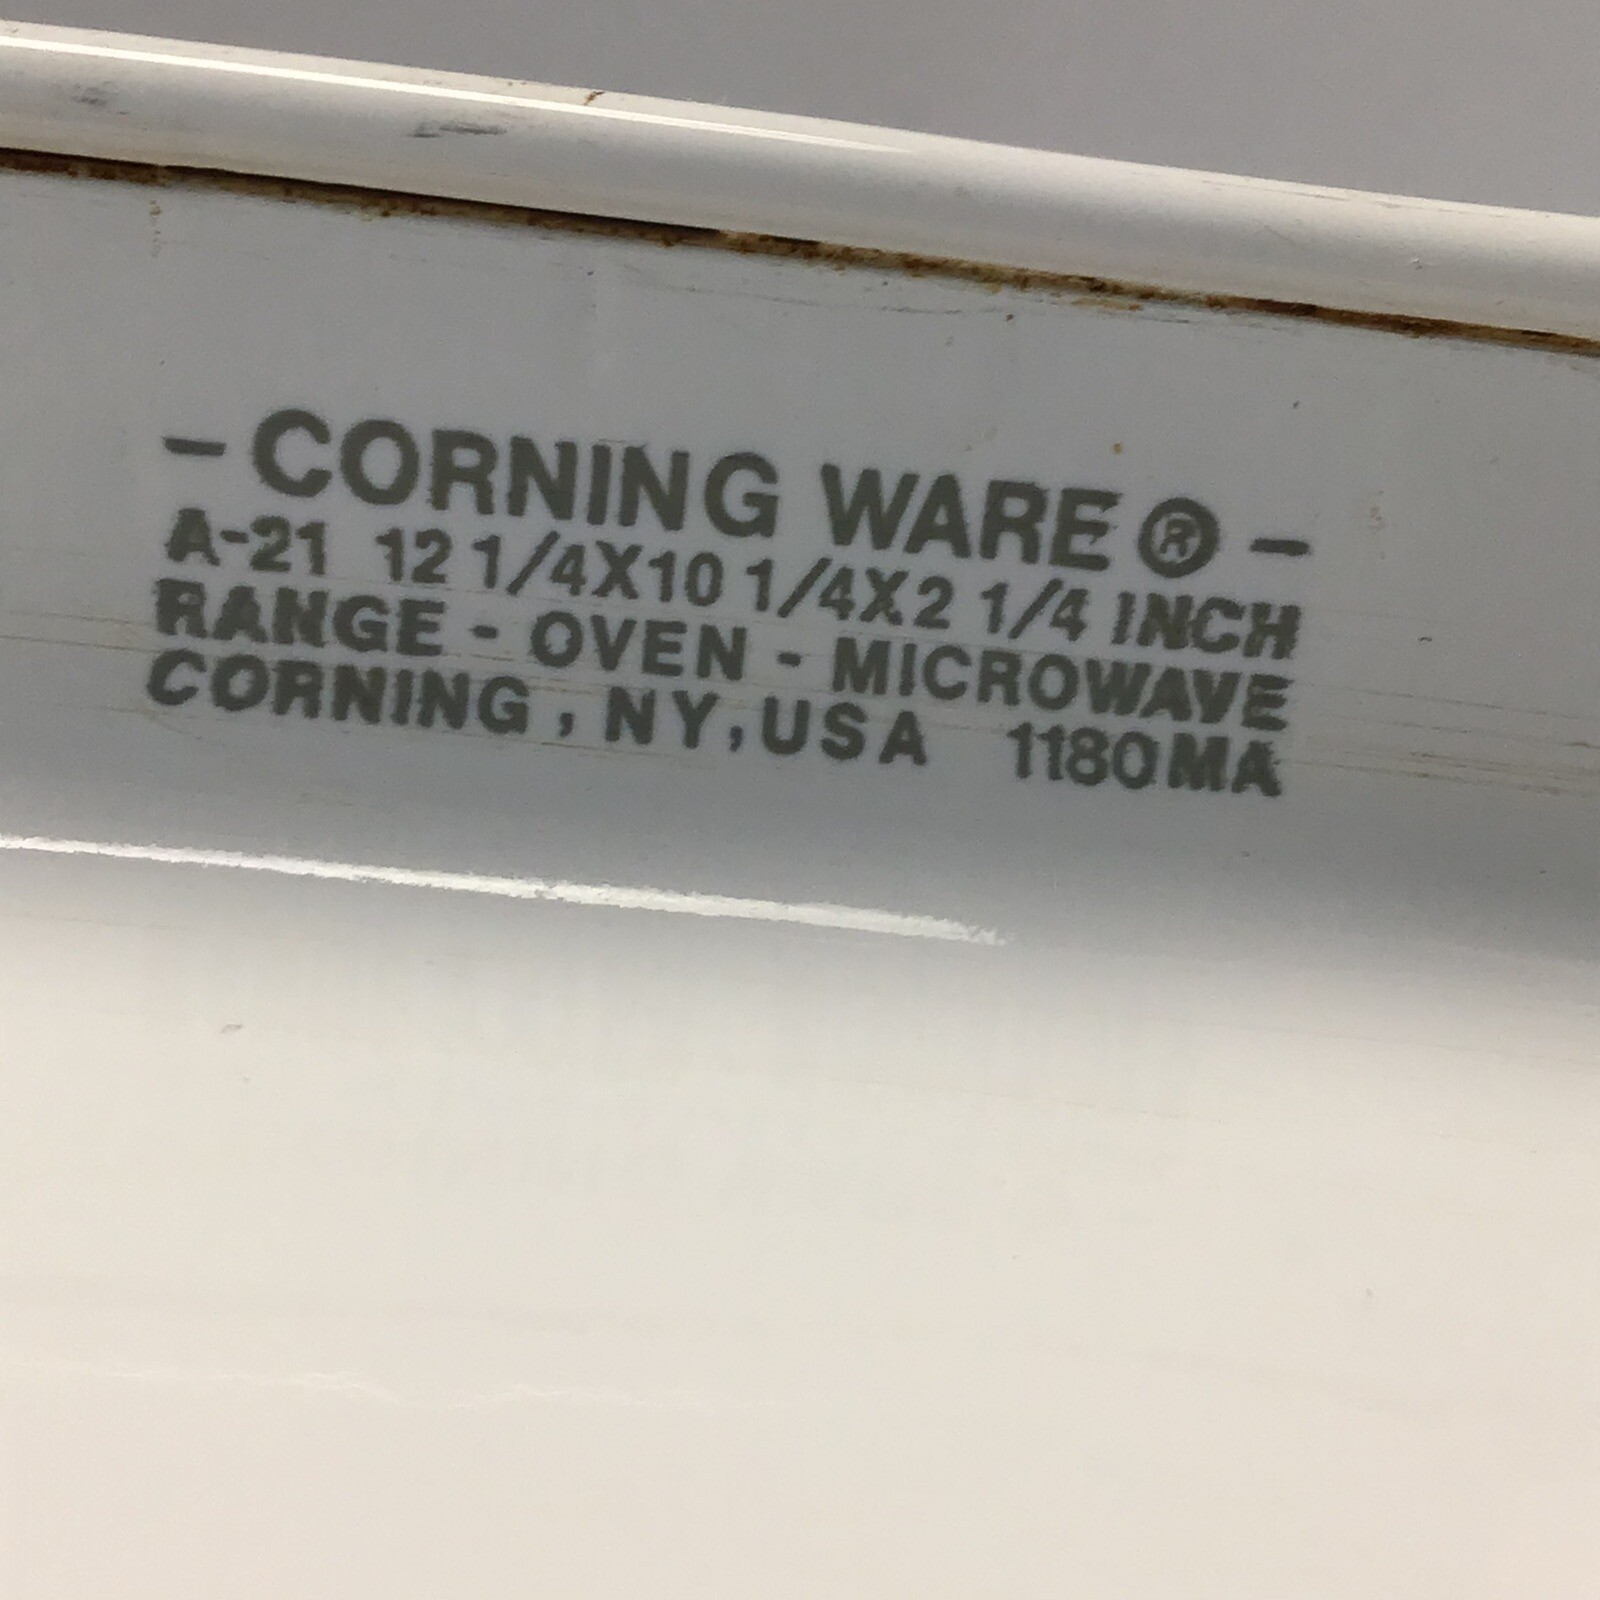 - CORNING WARE ® -
A-21 12 1/4X10 1/4X2 1/4 INCH
RANGE - OVEN - MICROWAVE
CORNING, NY, USA 1180MA